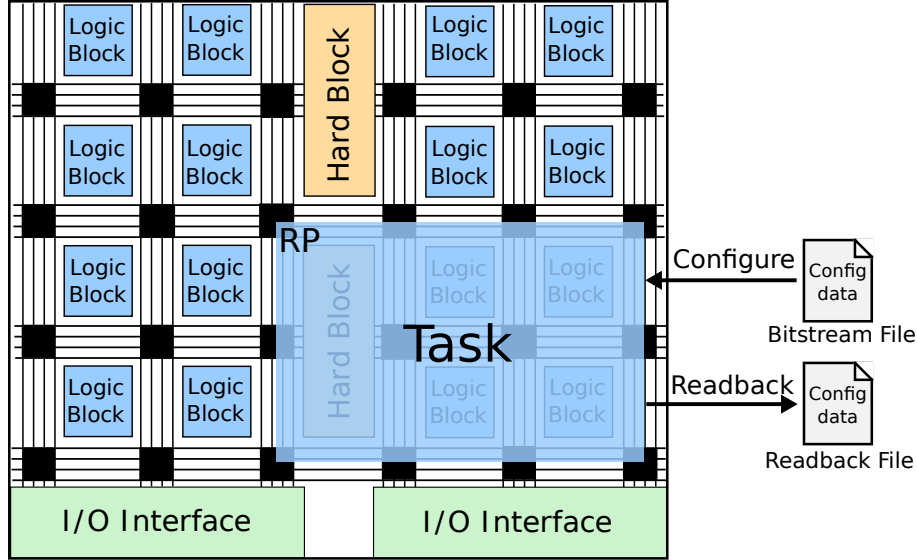 Logic
Block
Logic
Block
Hard Block
Logic
Block
Logic
Block
Logic
Block
Logic
Block
Logic
Block
Logic
Block
RP
Logic
Block
Logic
Block
Hard Block
Logic
Block
Logic
Block
Configure
Config
data
Bitstream File
Task
Logic
Block
Logic
Block
Logic
Block
Logic
Block
Readback
Config
data
Readback File
I/O Interface
I/O Interface